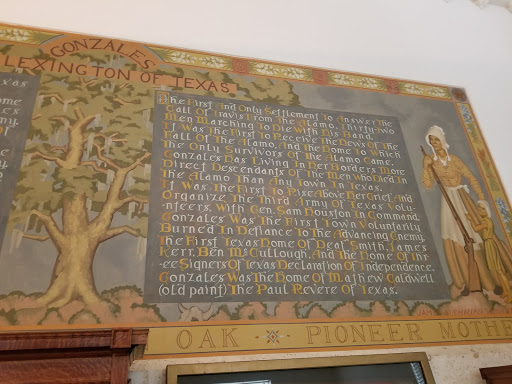 GONZALES
LEXINGTON OF TEXAS
The First And Only Settlement To Answer The
Call Of Travis From The Alamo. Thirty-two
Men Marching To Die With His Band.
It Was The First To Receive The News Of The
Fall Of The Alamo, And The Home To Which
The Only Survivors Of The Alamo Came.
Gonzales Has Living In Her Borders More
Direct Descendants Of The Men Who Died In
The Alamo Than Any Town In Texas.
It Was The First To Rise Above Her Grief And
Organize The Third Army Of Texas Volu-
nteers, With Gen. Sam Houston In Command.
Gonzales Was The First Town Voluntarily
Burned In Defiance To The Advancing Enemy.
The First Texas Home Of Deaf Smith, James
Kerr, Ben McCullough, And The Home Of Thr-
ee Signers Of Texas Declaration Of Independence.
Gonzales Was The Home Of Mathew Caldwell
(old paint) The Paul Revere Of Texas.
OAK PIONEER MOTHE